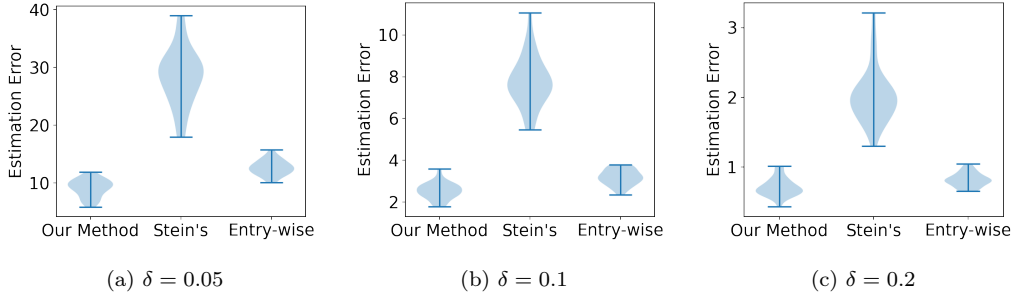 40
30
20
10
Estimation Error
Our Method Stein's Entry-wise
(a) δ = 0.05
10
8
6
4
2
Estimation Error
Our Method Stein's Entry-wise
(b) δ = 0.1
3
2
1
Estimation Error
Our Method Stein's Entry-wise
(c) δ = 0.2